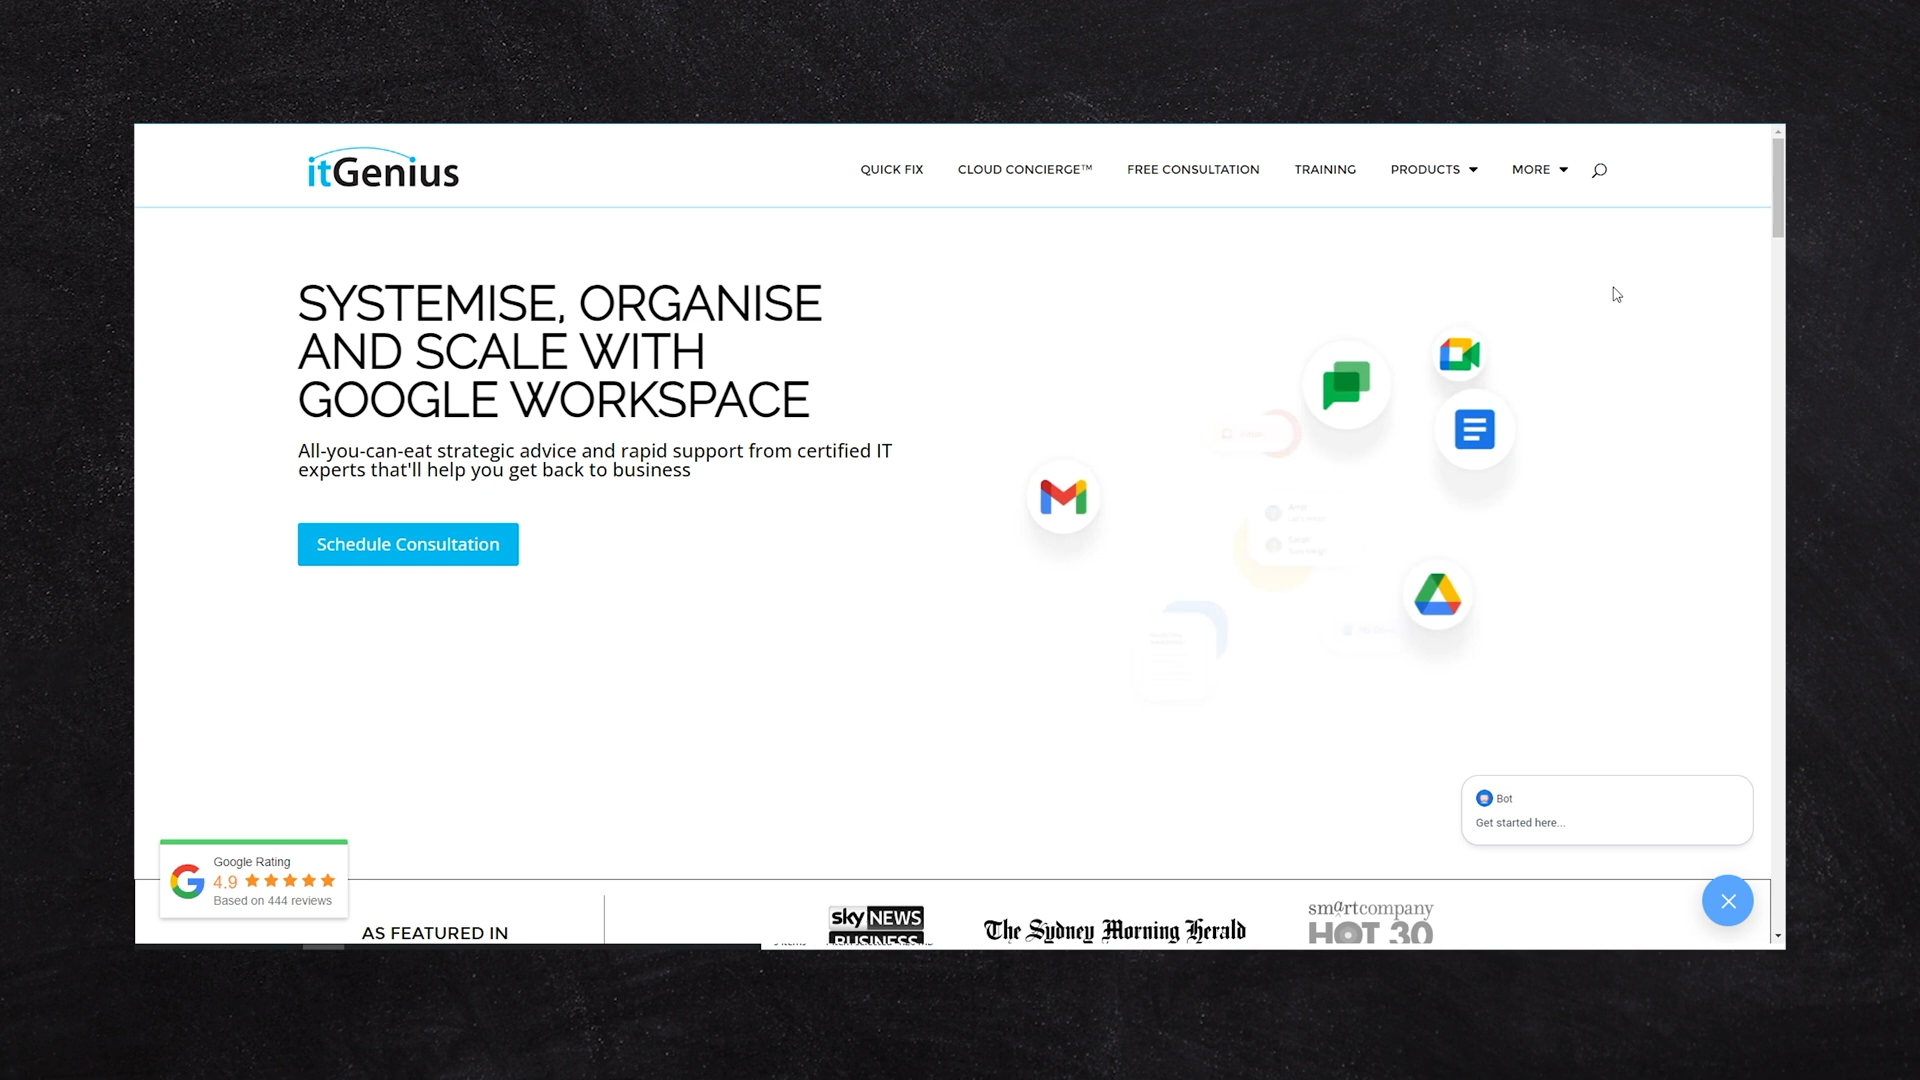 itGenius
QUICK FIX
CLOUD CONCIERGE™
FREE CONSULTATION
TRAINING
PRODUCTS
MORE
SYSTEMISE, ORGANISE
AND SCALE WITH
GOOGLE WORKSPACE
All-you-can-eat strategic advice and rapid support from certified IT
experts that'll help you get back to business
Schedule Consultation
Bot
Get started here...
Google Rating
4.9
Based on 444 reviews
AS FEATURED IN
sky NEWS
BUSINESS
The Sydney Morning Herald
smartcompany
HOT 30